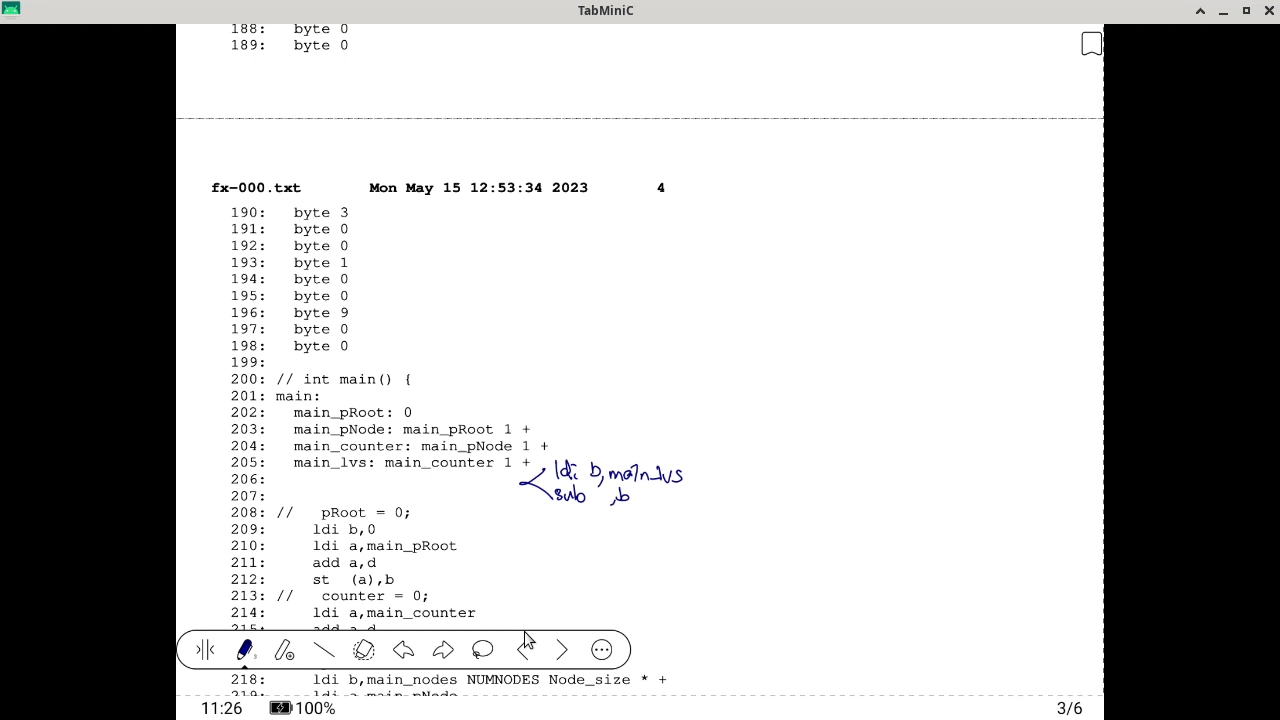 TabMiniC
188:   byte 0
189:   byte 0
fx-000.txt        Mon May 15 12:53:34 2023        4
190:   byte 3
191:   byte 0
192:   byte 0
193:   byte 1
194:   byte 0
195:   byte 0
196:   byte 9
197:   byte 0
198:   byte 0
199:
200: // int main() {
201: main:
202:   main_pRoot: 0
203:   main_pNode: main_pRoot 1 +
204:   main_counter: main_pNode 1 +
205:   main_lvs: main_counter 1 +
ldi b,main_lvs
206:
sub ,b
207:
208: //   pRoot = 0;
209:     ldi b,0
210:     ldi a,main_pRoot
211:     add a,d
212:     st  (a),b
213: //   counter = 0;
214:     ldi a,main_counter
215:     add a,d
218:     ldi b,main_nodes NUMNODES Node_size * +
219:     ldi a,main_pNode
11:26 100% 3/6